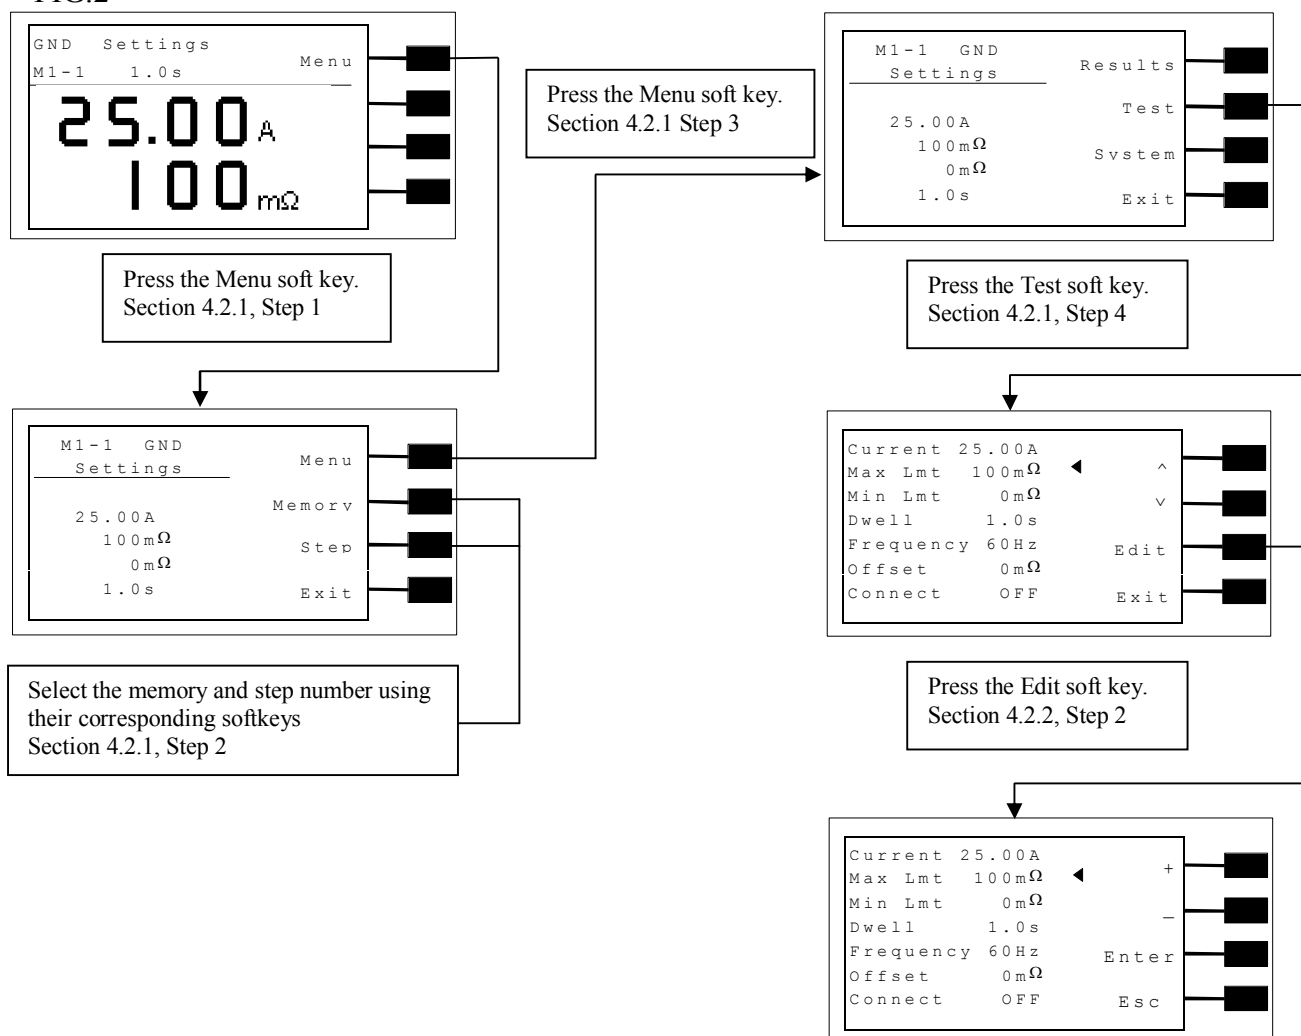 FIG.2
GND Settings
M1-1 1.0s
Menu
25.00A
100mΩ
Press the Menu soft key.
Section 4.2.1, Step 1
Press the Menu soft key.
Section 4.2.1 Step 3
M1-1 GND
Settings
25.00A
100mΩ
0mΩ
1.0s
Results
Test
System
Exit
Press the Test soft key.
Section 4.2.1, Step 4
M1-1 GND
Settings
25.00A
100mΩ
0mΩ
1.0s
Menu
Memory
Step
Exit
Select the memory and step number using
their corresponding softkeys
Section 4.2.1, Step 2
Current 25.00A
Max Lmt 100mΩ ◀
Min Lmt 0mΩ
Dwell 1.0s
Frequency 60Hz
Offset 0mΩ
Connect OFF
^
v
Edit
Exit
Press the Edit soft key.
Section 4.2.2, Step 2
Current 25.00A
Max Lmt 100mΩ ◀
Min Lmt 0mΩ
Dwell 1.0s
Frequency 60Hz
Offset 0mΩ
Connect OFF
+
–
Enter
Esc